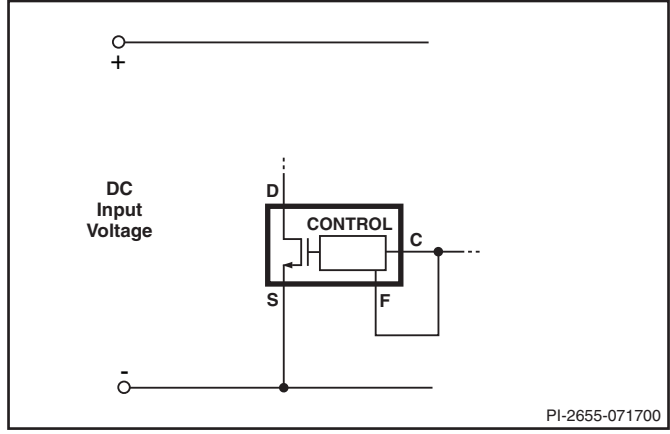 +
D
DC
Input
Voltage
CONTROL
C
S
F
-
PI-2655-071700